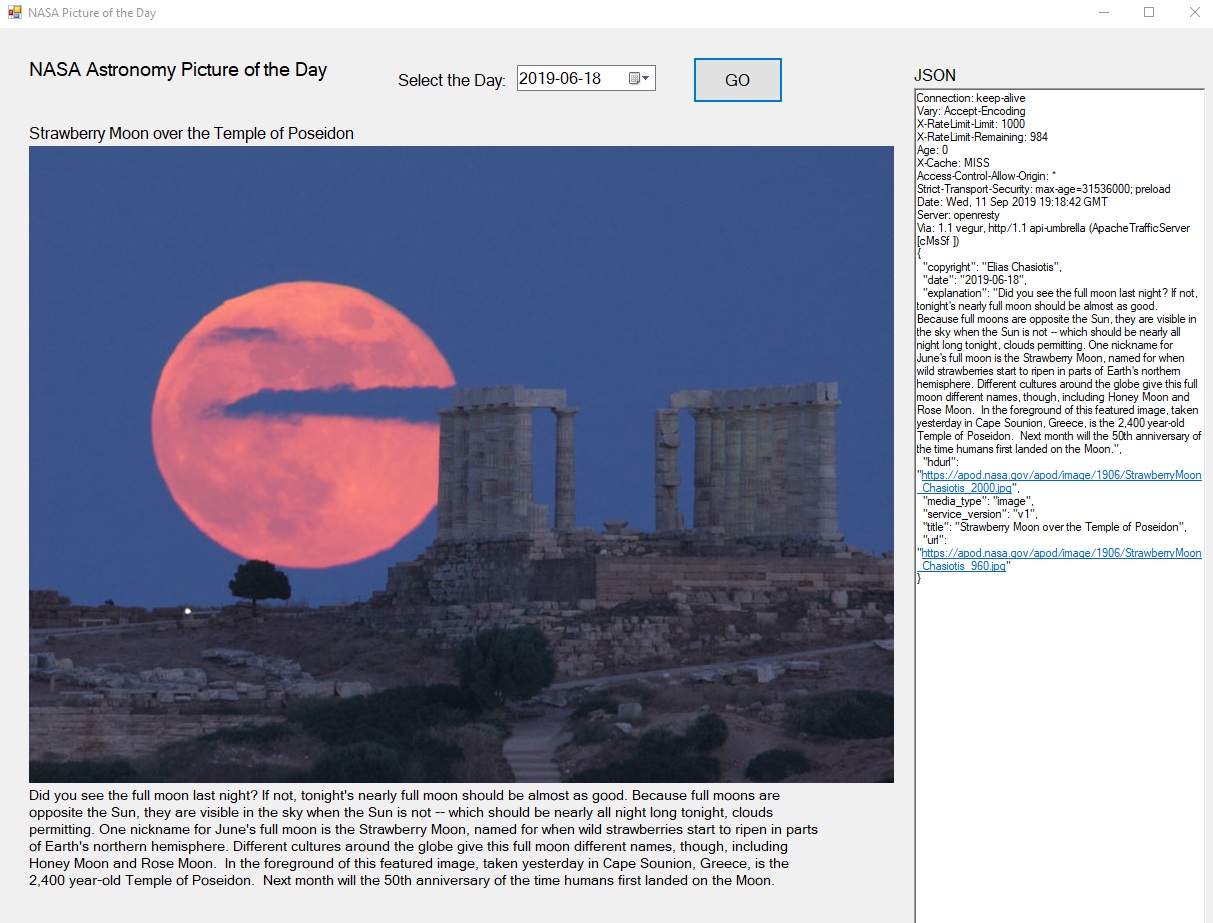 NASA Picture of the Day
NASA Astronomy Picture of the Day
Select the Day:
2019-06-18
GO
Strawberry Moon over the Temple of Poseidon
Did you see the full moon last night? If not, tonight's nearly full moon should be almost as good. Because full moons are
opposite the Sun, they are visible in the sky when the Sun is not -- which should be nearly all night long tonight, clouds
permitting. One nickname for June's full moon is the Strawberry Moon, named for when wild strawberries start to ripen in parts
of Earth's northern hemisphere. Different cultures around the globe give this full moon different names, though, including
Honey Moon and Rose Moon.  In the foreground of this featured image, taken yesterday in Cape Sounion, Greece, is the
2,400 year-old Temple of Poseidon.  Next month will the 50th anniversary of the time humans first landed on the Moon.
JSON
Connection: keep-alive
Vary: Accept-Encoding
X-RateLimit-Limit: 1000
X-RateLimit-Remaining: 984
Age: 0
X-Cache: MISS
Access-Control-Allow-Origin: *
Strict-Transport-Security: max-age=31536000; preload
Date: Wed, 11 Sep 2019 19:18:42 GMT
Server: openresty
Via: 1.1 vegur, http/1.1 api-umbrella (ApacheTrafficServer
[cMsSf ])
{
"copyright": "Elias Chasiotis",
"date": "2019-06-18",
"explanation": "Did you see the full moon last night? If not,
tonight's nearly full moon should be almost as good.
Because full moons are opposite the Sun, they are visible in
the sky when the Sun is not -- which should be nearly all
night long tonight, clouds permitting. One nickname for
June's full moon is the Strawberry Moon, named for when
wild strawberries start to ripen in parts of Earth's northern
hemisphere. Different cultures around the globe give this full
moon different names, though, including Honey Moon and
Rose Moon.  In the foreground of this featured image, taken
yesterday in Cape Sounion, Greece, is the 2,400 year-old
Temple of Poseidon.  Next month will the 50th anniversary of
the time humans first landed on the Moon.",
"hdurl":
"https://apod.nasa.gov/apod/image/1906/StrawberryMoon
_Chasiotis_2000.jpg",
"media_type": "image",
"service_version": "v1",
"title": "Strawberry Moon over the Temple of Poseidon",
"url":
"https://apod.nasa.gov/apod/image/1906/StrawberryMoon
_Chasiotis_960.jpg"
}